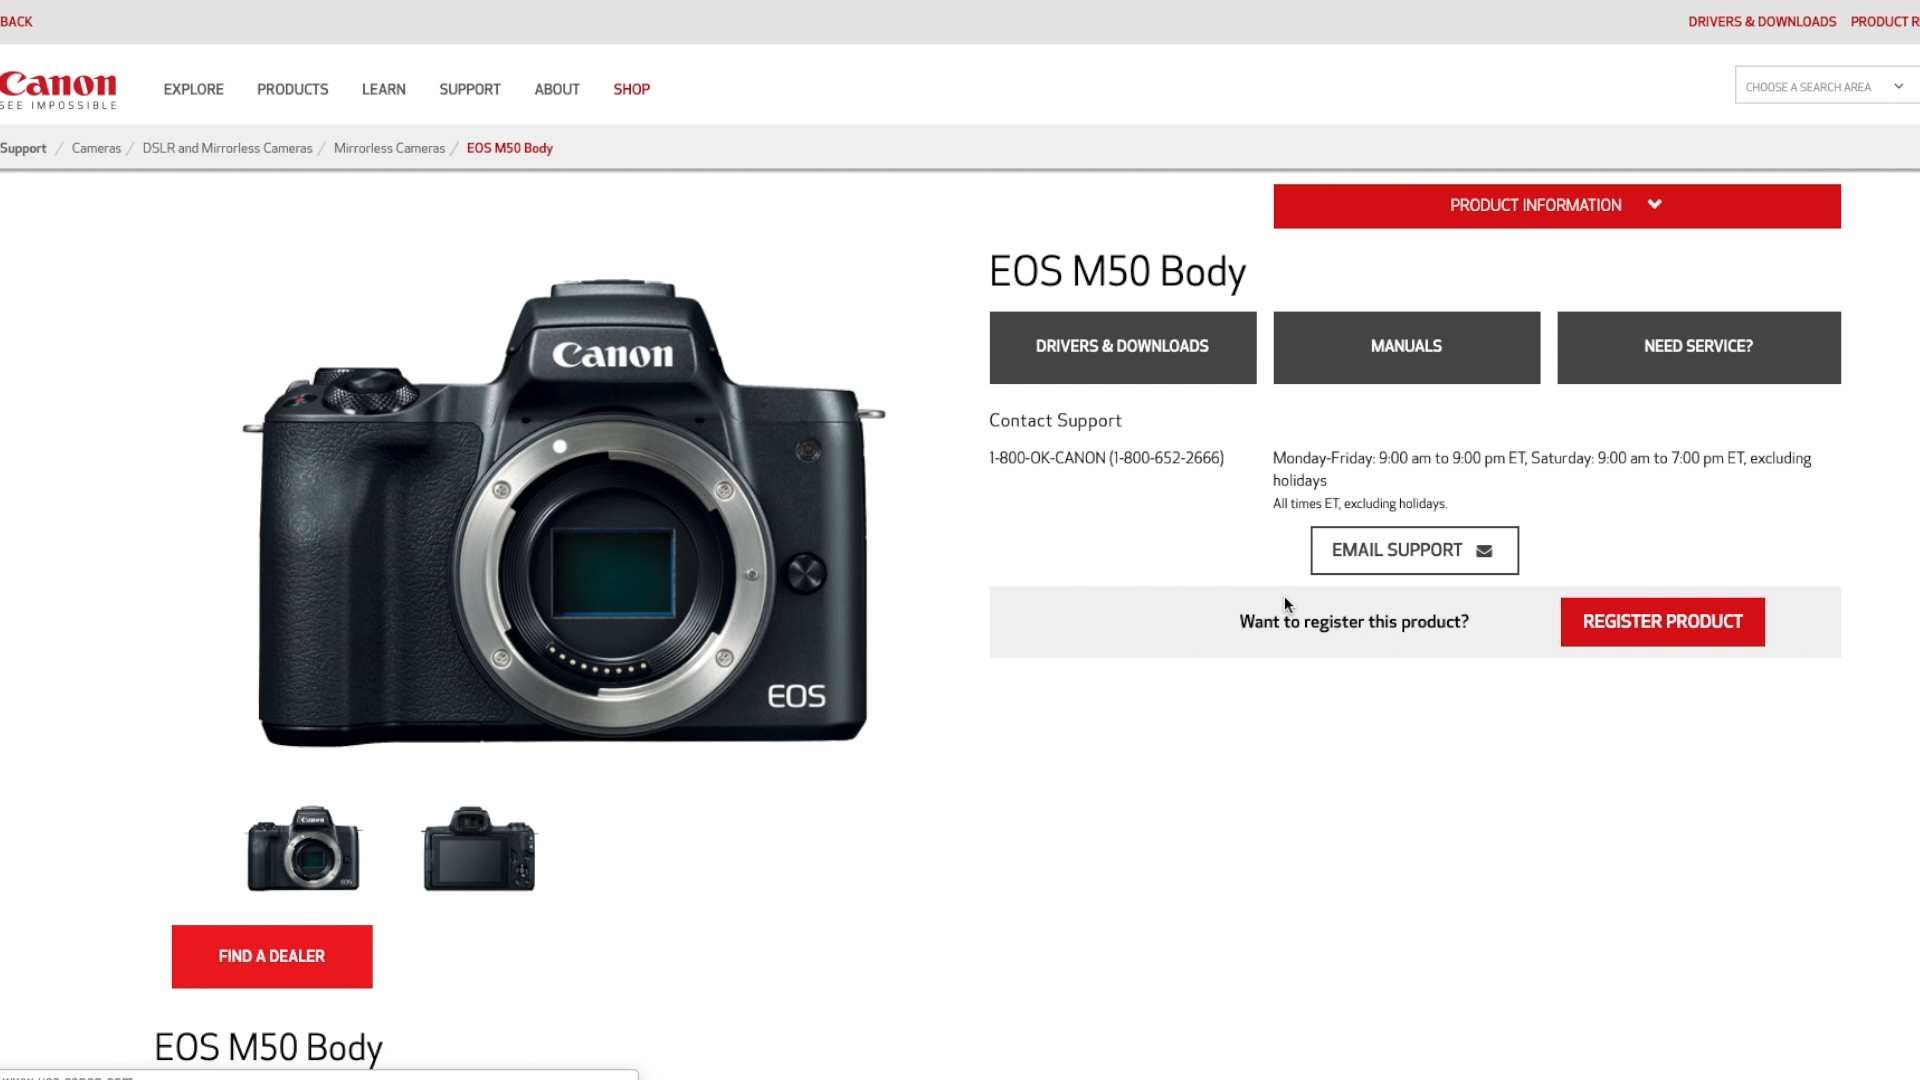 BACK
DRIVERS & DOWNLOADS PRODUCT
Canon
SEE IMPOSSIBLE
EXPLORE PRODUCTS LEARN SUPPORT ABOUT SHOP
CHOOSE A SEARCH AREA
Support / Cameras / DSLR and Mirrorless Cameras / Mirrorless Cameras / EOS M50 Body
PRODUCT INFORMATION
EOS M50 Body
DRIVERS & DOWNLOADS
MANUALS
NEED SERVICE?
Contact Support
1-800-OK-CANON (1-800-652-2666)
Monday-Friday: 9:00 am to 9:00 pm ET, Saturday: 9:00 am to 7:00 pm ET, excluding
holidays
All times ET, excluding holidays.
EMAIL SUPPORT
Want to register this product?
REGISTER PRODUCT
Canon
EOS
Canon
EOS
FIND A DEALER
EOS M50 Body